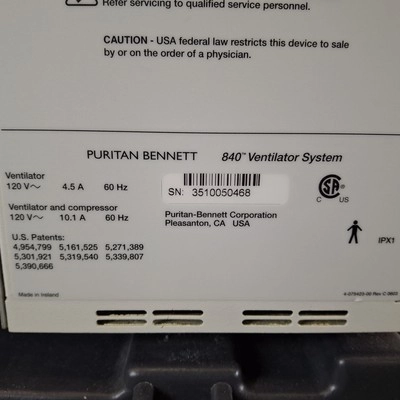 Refer servicing to qualified service personnel.
CAUTION - USA federal law restricts this device to sale
by or on the order of a physician.
PURITAN BENNETT 840™ Ventilator System
Ventilator
120 V~ 4.5 A 60 Hz
SN: 3510050468
C US
Ventilator and compressor
120 V~ 10.1 A 60 Hz
Puritan-Bennett Corporation
Pleasanton, CA USA
IPX1
U.S. Patents:
4,954,799 5,161,525 5,271,389
5,301,921 5,319,540 5,339,807
5,390,666
Made in Ireland